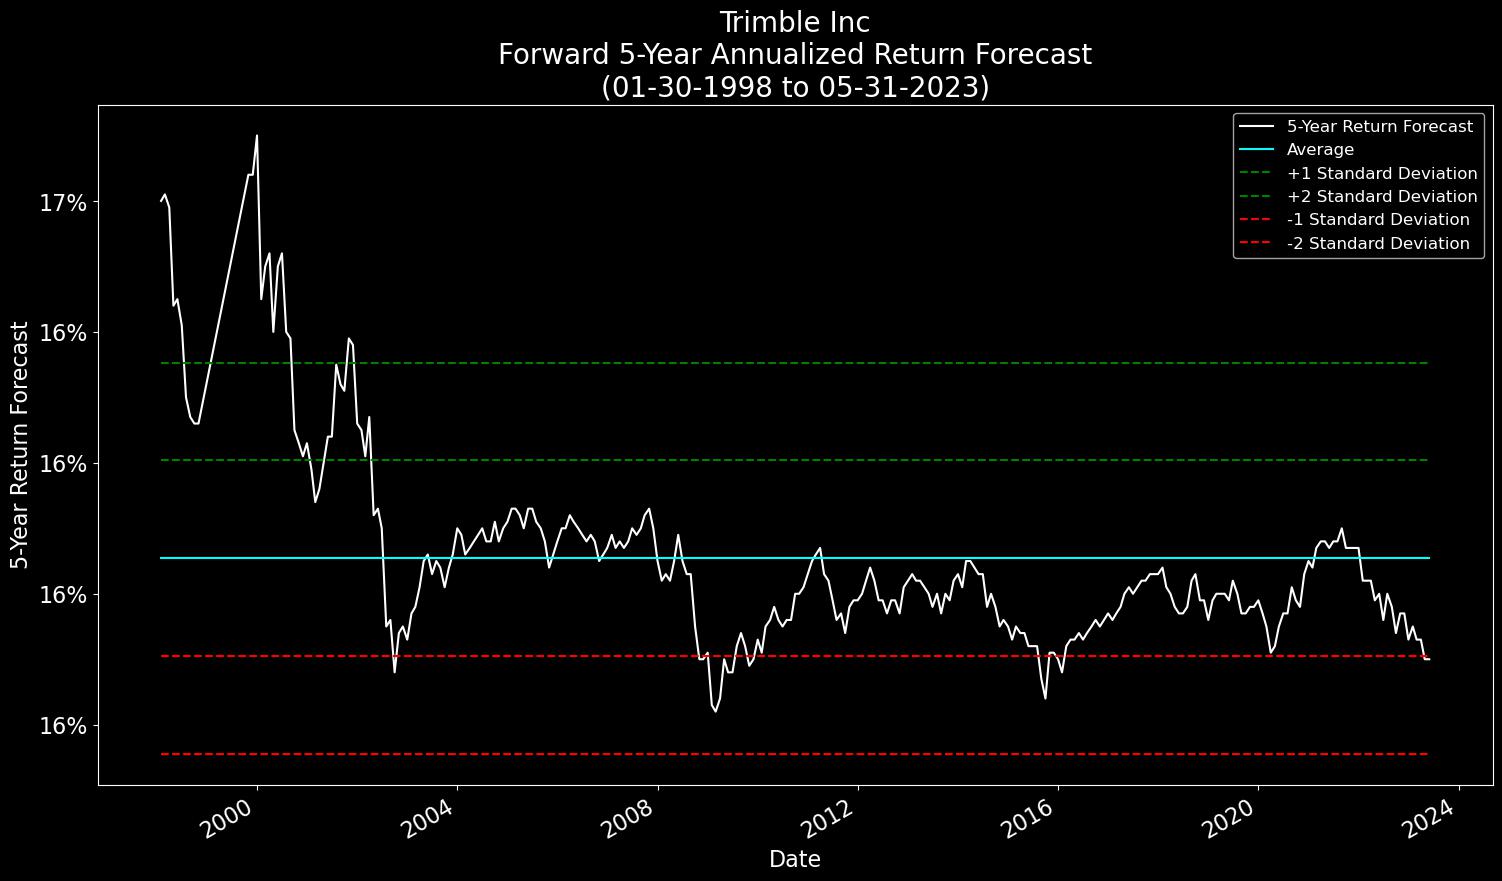 Trimble Inc
Forward 5-Year Annualized Return Forecast
(01-30-1998 to 05-31-2023)
5-Year Return Forecast
Average
+1 Standard Deviation
+2 Standard Deviation
-1 Standard Deviation
-2 Standard Deviation
17%
16%
16%
16%
16%
5-Year Return Forecast
2000
2004
2008
2012
2016
2020
2024
Date